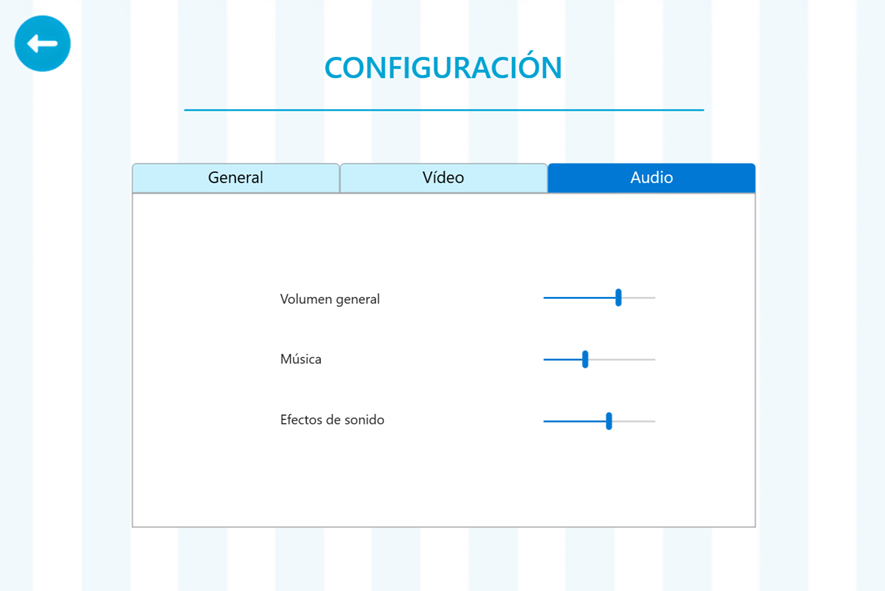 CONFIGURACIÓN
General
Vídeo
Audio
Volumen general
Música
Efectos de sonido